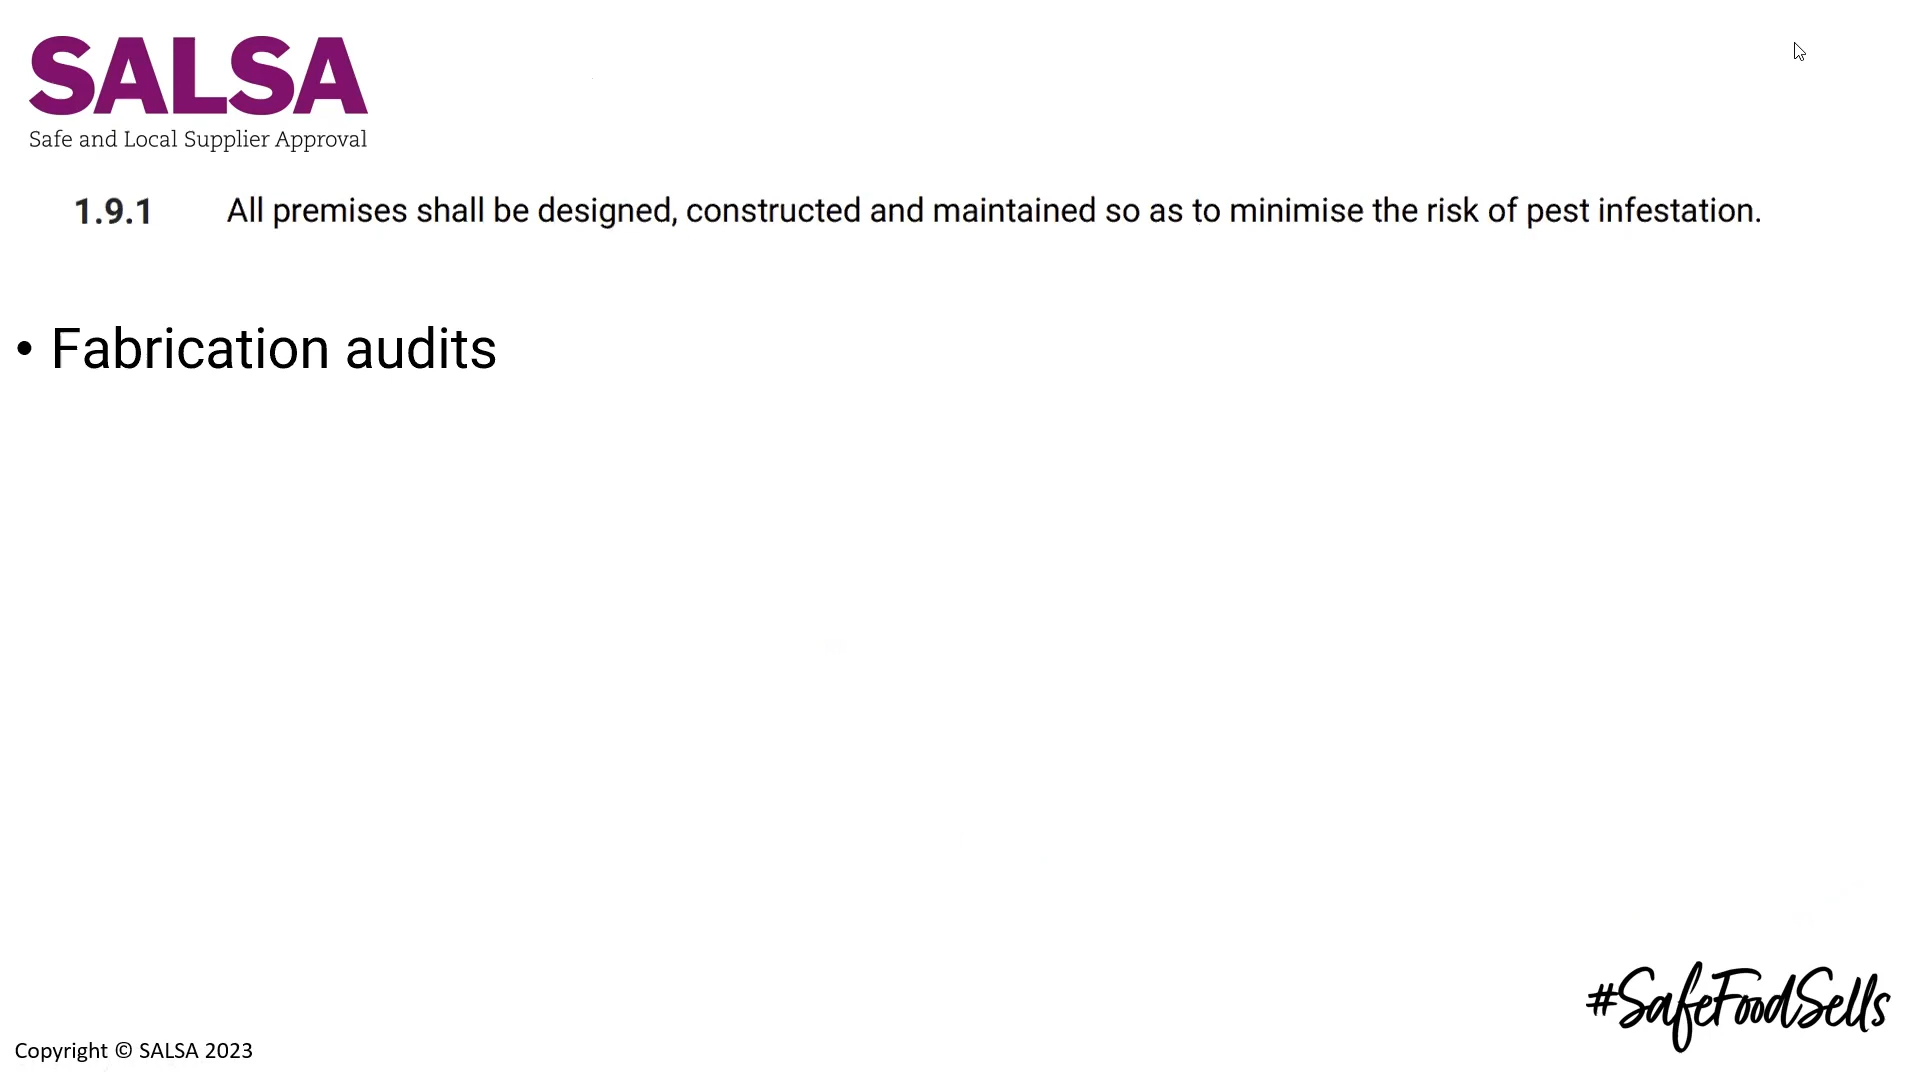 SALSA
Safe and Local Supplier Approval
1.9.1 All premises shall be designed, constructed and maintained so as to minimise the risk of pest infestation.
• Fabrication audits
#SafeFoodSells
Copyright © SALSA 2023